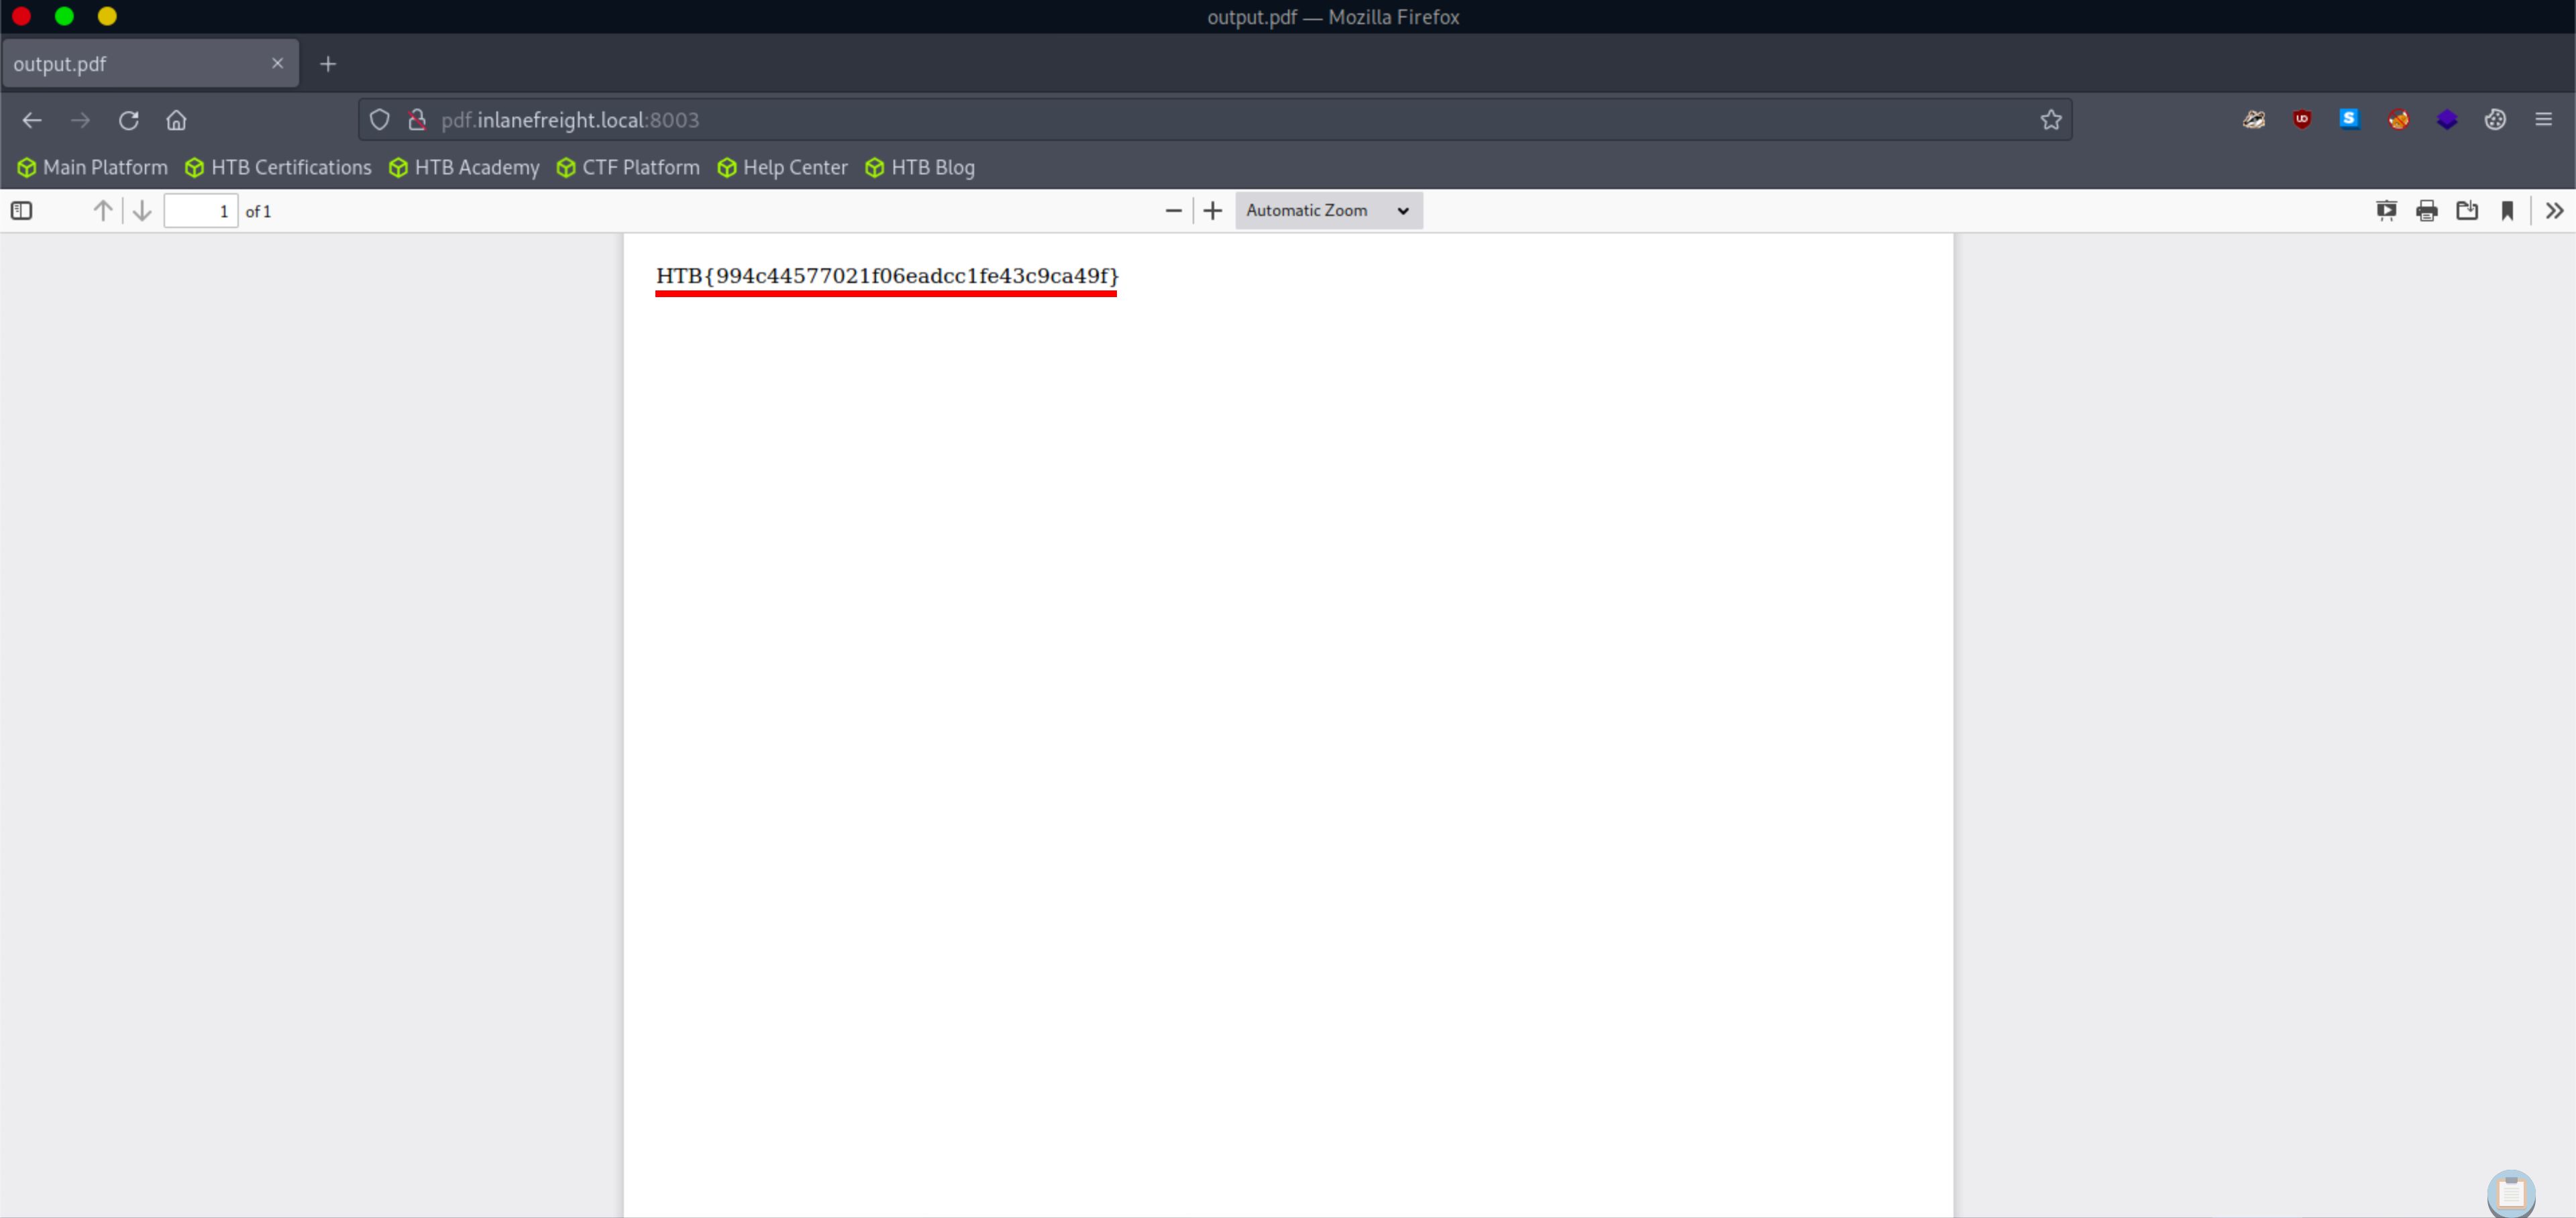 output.pdf — Mozilla Firefox
output.pdf
pdf.inlanefreight.local:8003
Main Platform HTB Certifications HTB Academy CTF Platform Help Center HTB Blog
1 of 1 Automatic Zoom
HTB{994c44577021f06eadcc1fe43c9ca49f}